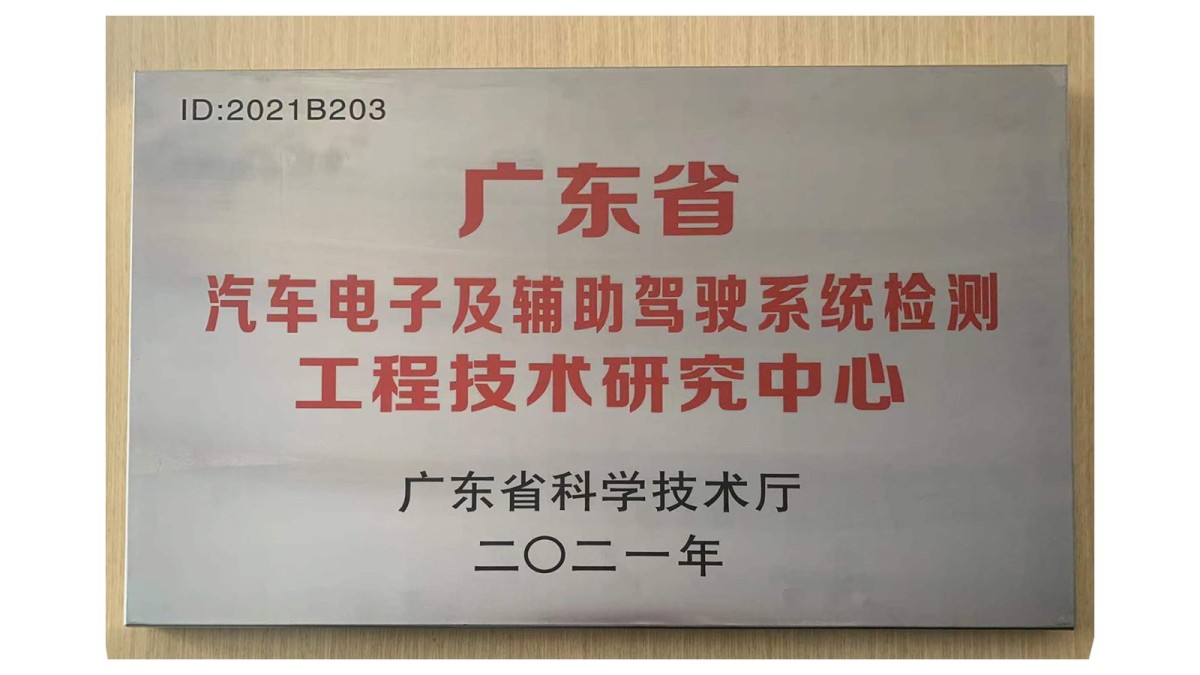 ID:2021B203
广东省
汽车电子及辅助驾驶系统检测
工程技术研究中心
广东省科学技术厅
二〇二一年